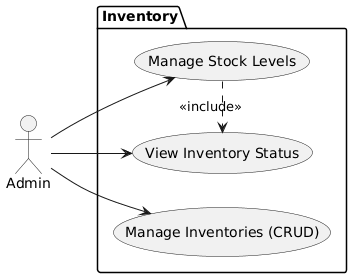 Inventory
Manage Stock Levels
«include»
View Inventory Status
Admin
Manage Inventories (CRUD)